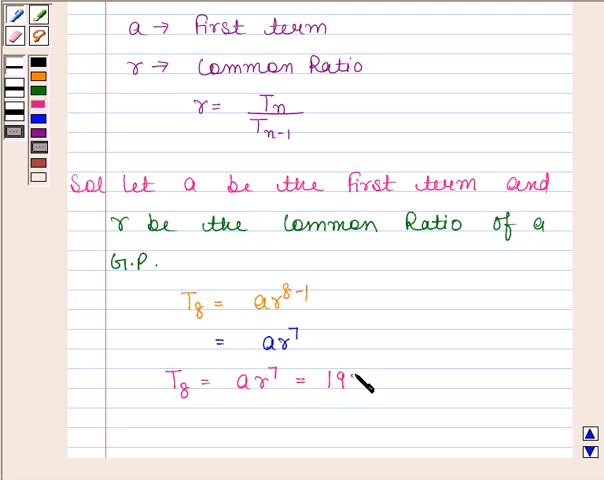 a → First term
r → Common Ratio
r = Tn / Tn-1
Sol Let a be the first term and
r be the Common Ratio of a
G.P.
T8 = ar^8-1
= ar^7
T8 = ar^7 = 19